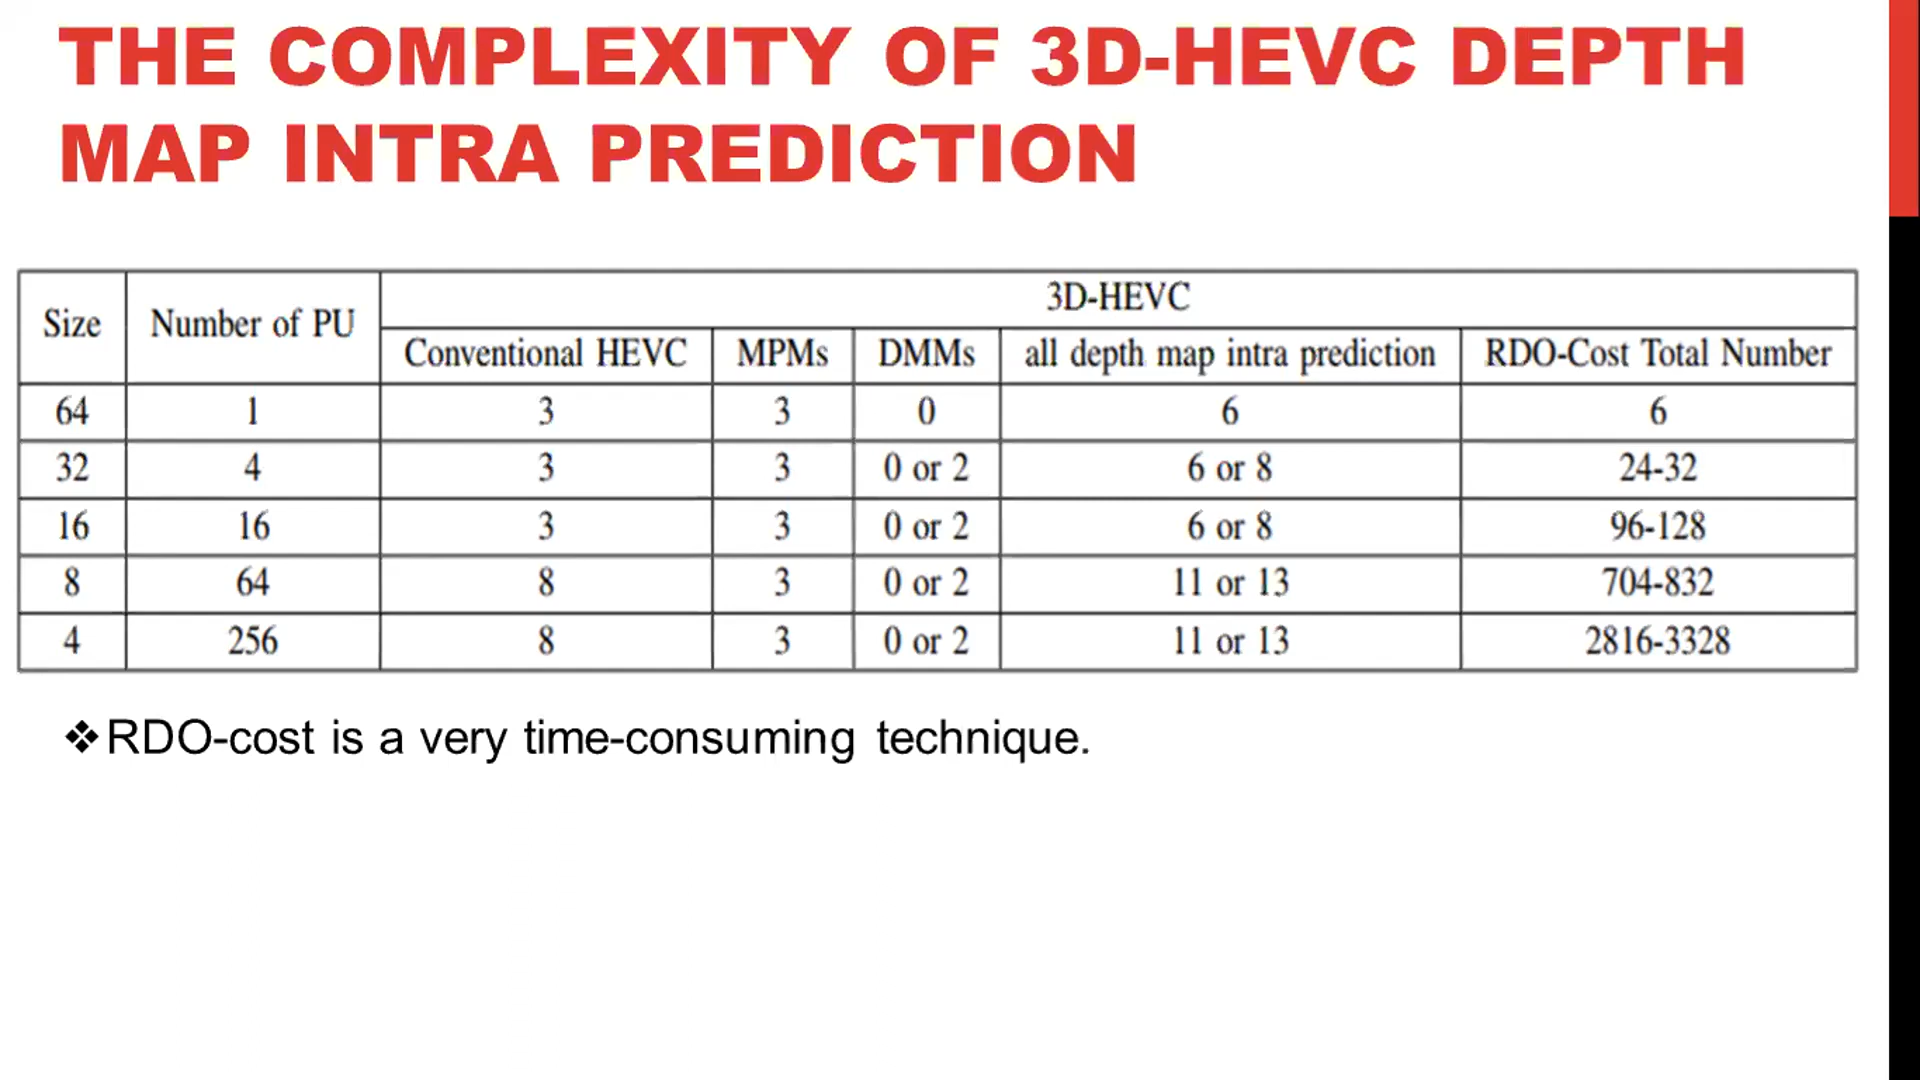 THE COMPLEXITY OF 3D-HEVC DEPTH
MAP INTRA PREDICTION
3D-HEVC
Size Number of PU
Conventional HEVC MPMs DMMs all depth map intra prediction RDO-Cost Total Number
64 1 3 3 0 6 6
32 4 3 3 0 or 2 6 or 8 24-32
16 16 3 3 0 or 2 6 or 8 96-128
8 64 8 3 0 or 2 11 or 13 704-832
4 256 8 3 0 or 2 11 or 13 2816-3328
❖RDO-cost is a very time-consuming technique.